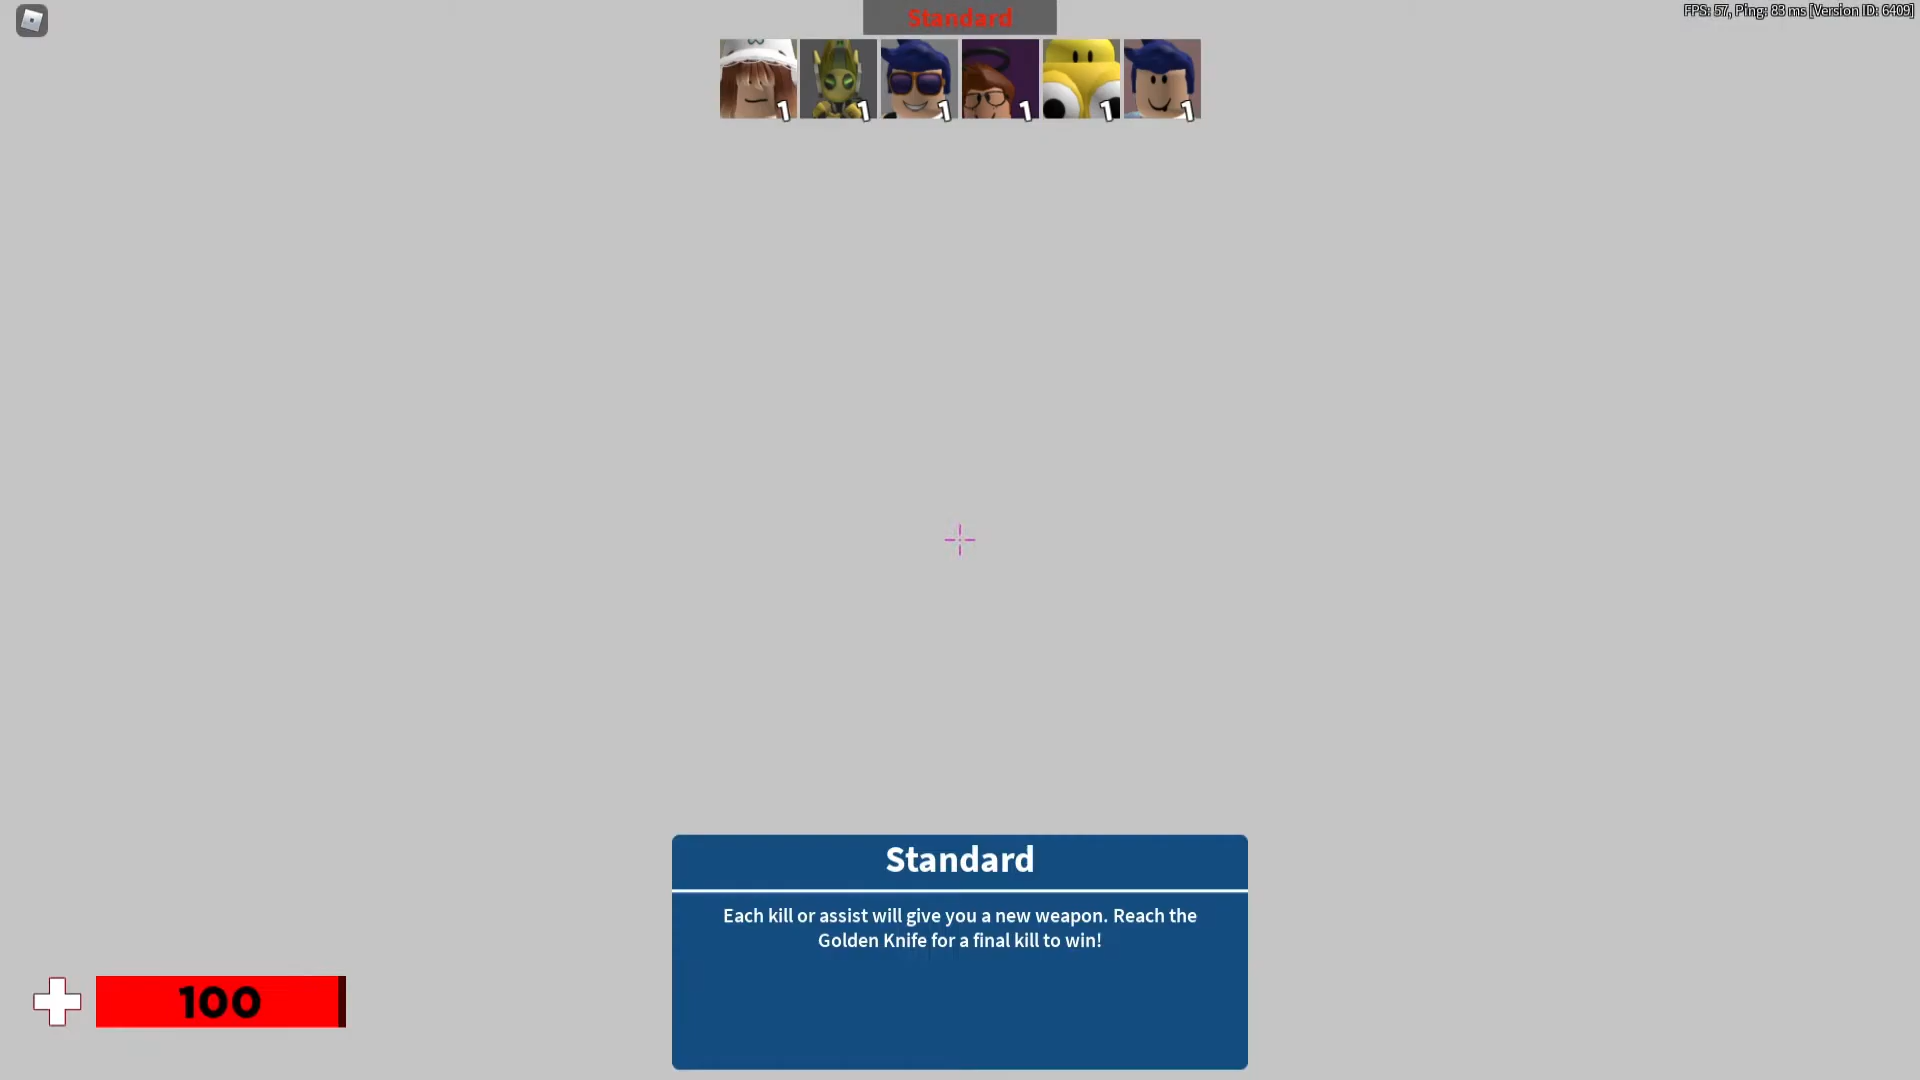 Standard
FPS: 57, Ping: 83 ms [Version ID: 6409]
1 1 1 1 1 1
Standard
Each kill or assist will give you a new weapon. Reach the
Golden Knife for a final kill to win!
100